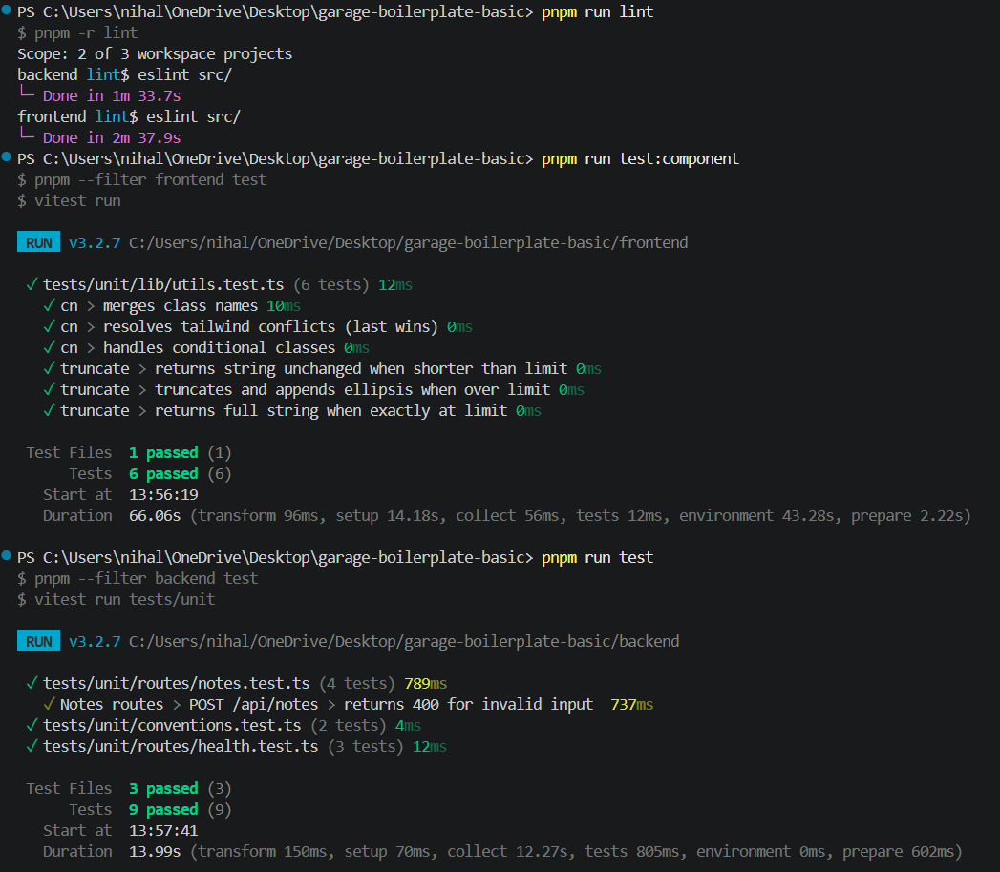 PS C:\Users\nihal\OneDrive\Desktop\garage-boilerplate-basic> pnpm run lint
$ pnpm -r lint
Scope: 2 of 3 workspace projects
backend lint$ eslint src/
└─ Done in 1m 33.7s
frontend lint$ eslint src/
└─ Done in 2m 37.9s
PS C:\Users\nihal\OneDrive\Desktop\garage-boilerplate-basic> pnpm run test:component
$ pnpm --filter frontend test
$ vitest run
RUN v3.2.7 C:/Users/nihal/OneDrive/Desktop/garage-boilerplate-basic/frontend
✓ tests/unit/lib/utils.test.ts (6 tests) 12ms
✓ cn > merges class names 10ms
✓ cn > resolves tailwind conflicts (last wins) 0ms
✓ cn > handles conditional classes 0ms
✓ truncate > returns string unchanged when shorter than limit 0ms
✓ truncate > truncates and appends ellipsis when over limit 0ms
✓ truncate > returns full string when exactly at limit 0ms
Test Files 1 passed (1)
Tests 6 passed (6)
Start at 13:56:19
Duration 66.06s (transform 96ms, setup 14.18s, collect 56ms, tests 12ms, environment 43.28s, prepare 2.22s)
PS C:\Users\nihal\OneDrive\Desktop\garage-boilerplate-basic> pnpm run test
$ pnpm --filter backend test
$ vitest run tests/unit
RUN v3.2.7 C:/Users/nihal/OneDrive/Desktop/garage-boilerplate-basic/backend
✓ tests/unit/routes/notes.test.ts (4 tests) 789ms
✓ Notes routes > POST /api/notes > returns 400 for invalid input 737ms
✓ tests/unit/conventions.test.ts (2 tests) 4ms
✓ tests/unit/routes/health.test.ts (3 tests) 12ms
Test Files 3 passed (3)
Tests 9 passed (9)
Start at 13:57:41
Duration 13.99s (transform 150ms, setup 70ms, collect 12.27s, tests 805ms, environment 0ms, prepare 602ms)